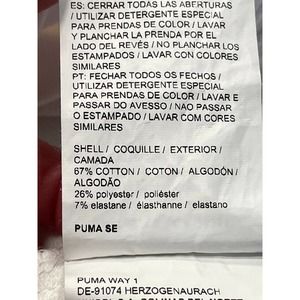 ES: CERRAR TODAS LAS ABERTURAS
/ UTILIZAR DETERGENTE ESPECIAL
PARA PRENDAS DE COLOR / LAVAR
Y PLANCHAR LA PRENDA POR EL
LADO DEL REVÉS / NO PLANCHAR LOS
ESTAMPADOS / LAVAR CON COLORES
SIMILARES
PT: FECHAR TODOS OS FECHOS /
UTILIZAR DETERGENTE ESPECIAL
PARA PRENDAS DE COLOR / LAVAR E
PASSAR DO AVESSO / NAO PASSAR
O ESTAMPADO / LAVAR COM CORES
SIMILARES
SHELL / COQUILLE / EXTERIOR /
CAMADA
67% COTTON / COTON / ALGODÓN /
ALGODÃO
26% polyester / poliéster
7% elastane / élasthanne / elastano
PUMA SE
PUMA WAY 1
DE-91074 HERZOGENAURACH